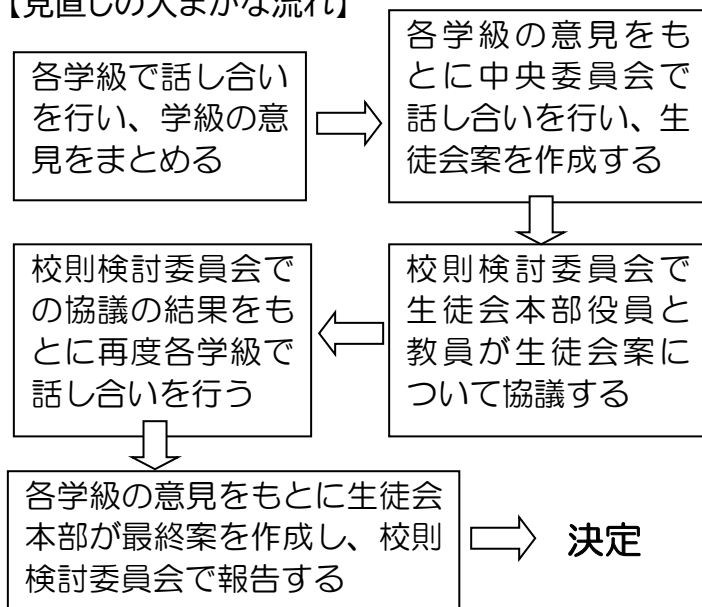 【見直しの大まかな流れ】
各学級で話し合い
を行い、学級の意
見をまとめる
各学級の意見をも
とに中央委員会で
話し合いを行い、生
徒会案を作成する
校則検討委員会で
生徒会本部役員と
教員が生徒会案に
ついて協議する
校則検討委員会で
の協議の結果をも
とに再度各学級で
話し合いを行う
各学級の意見をもとに生徒会
本部が最終案を作成し、校則
検討委員会で報告する
決定